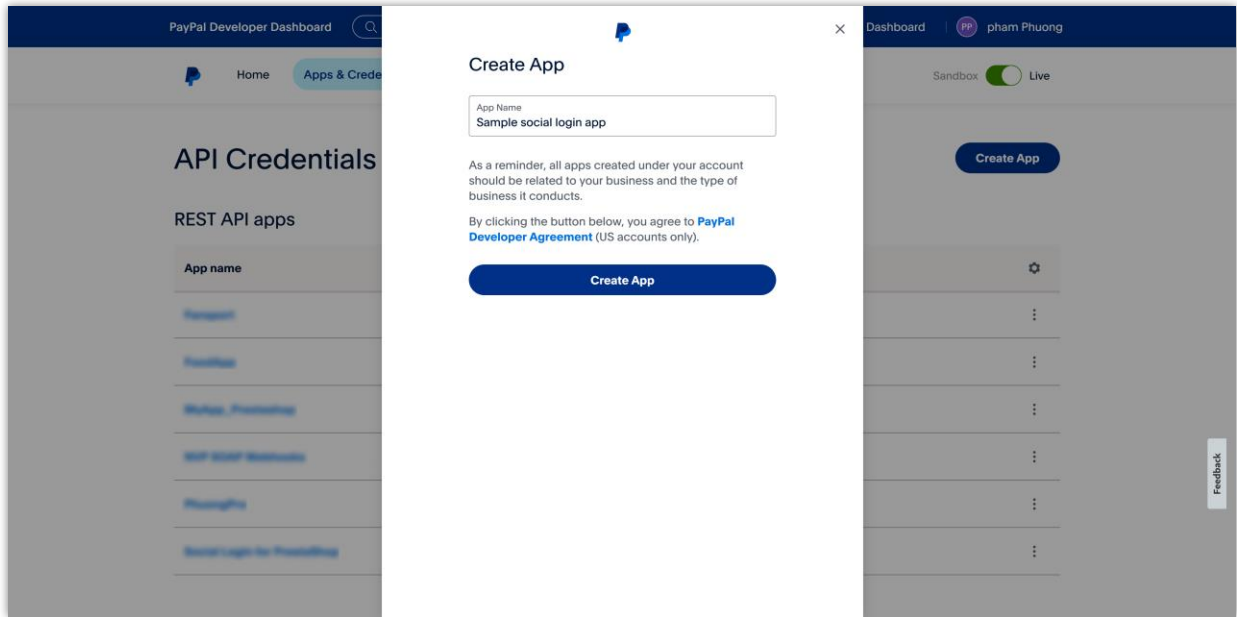 PayPal Developer Dashboard
Dashboard
PP
pham Phuong
Home
Apps & Crede
Sandbox
Live
Create App
App Name
Sample social login app
API Credentials
Create App
As a reminder, all apps created under your account
should be related to your business and the type of
business it conducts.
REST API apps
By clicking the button below, you agree to PayPal
Developer Agreement (US accounts only).
App name
Create App
Feedback